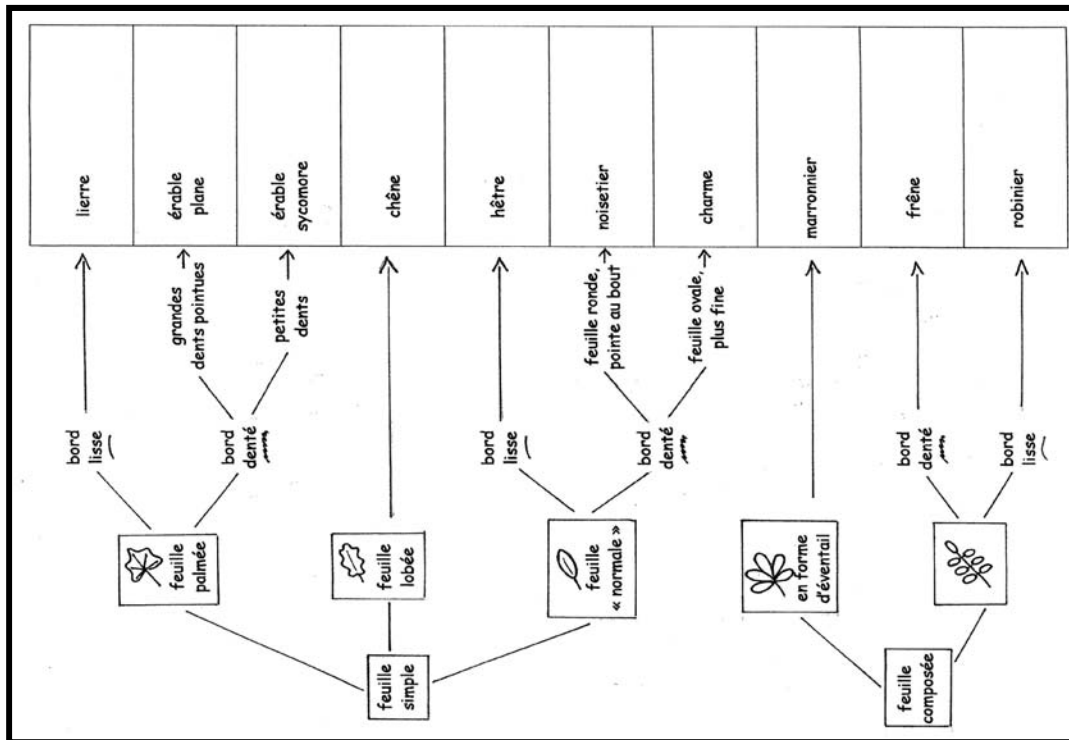 feuille
simple
feuille
palmée
bord
lisse
lierre
bord
denté
grandes
dents pointues
érable
plane
petites
dents
érable
sycomore
feuille
lobée
chêne
feuille
« normale »
bord
lisse
hêtre
bord
denté
feuille ronde,
pointe au bout
noisetier
feuille ovale,
plus fine
charme
feuille
composée
en forme
d'éventail
marronnier
bord
denté
frêne
bord
lisse
robinier